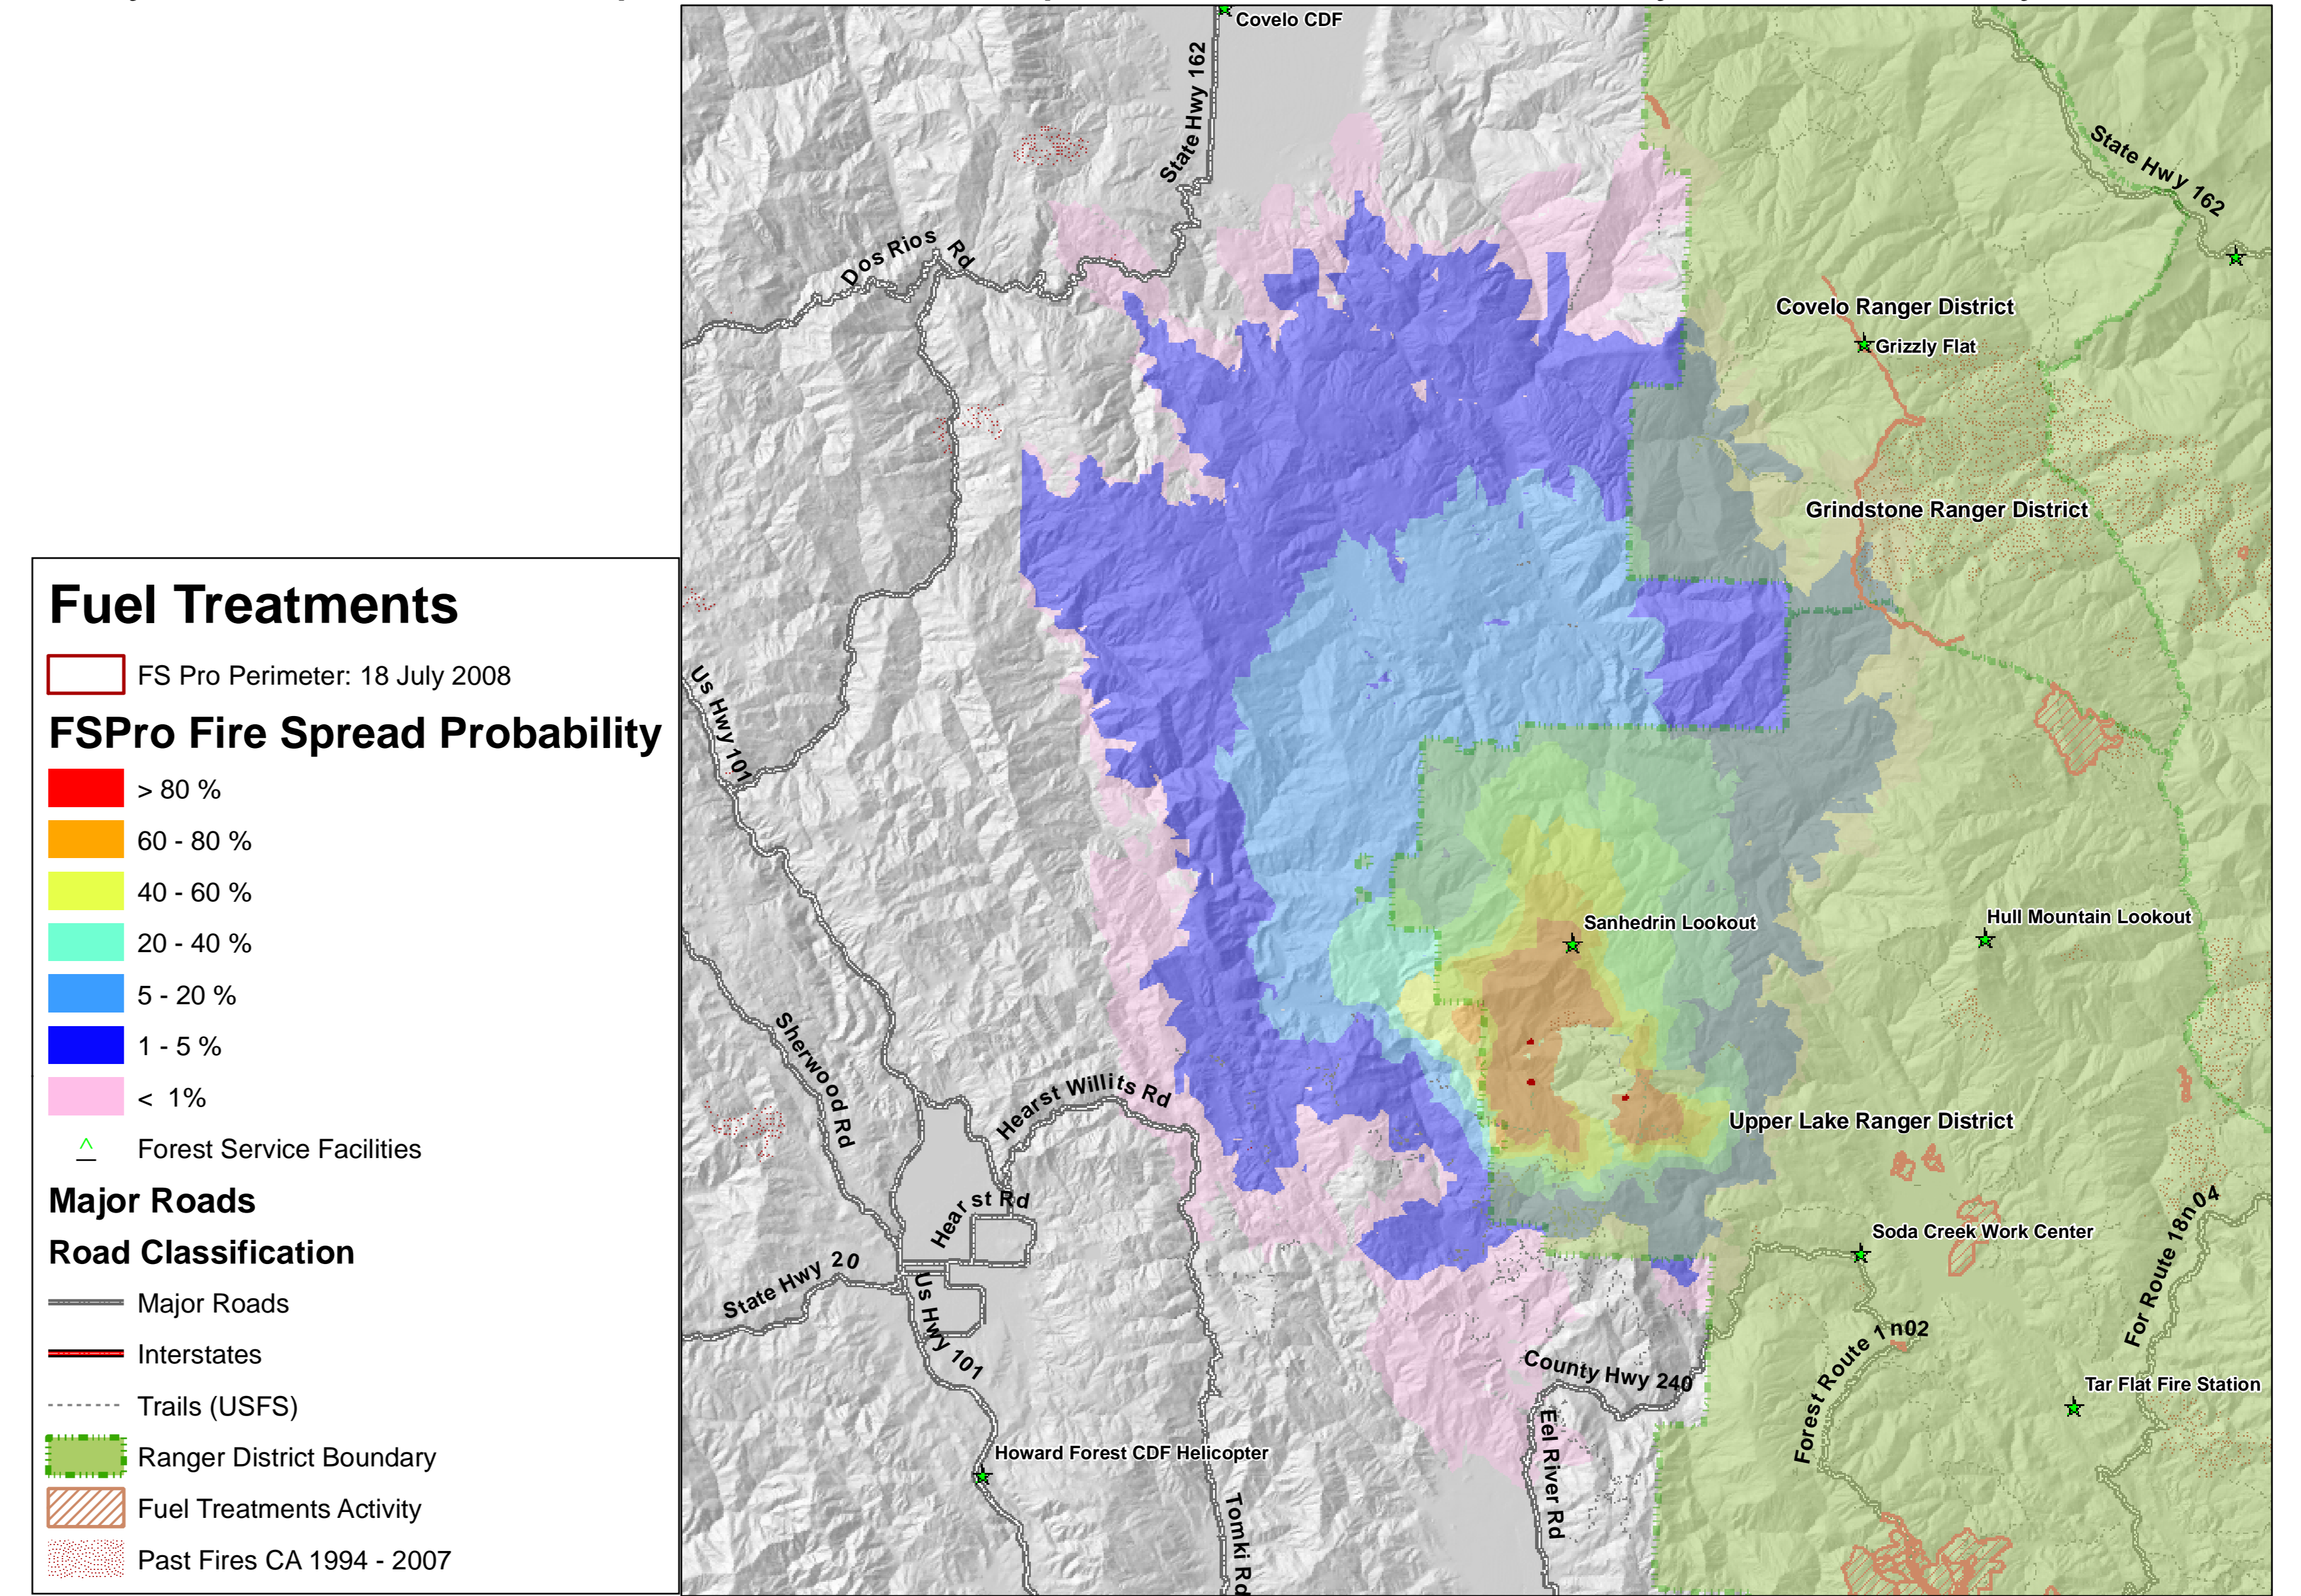 Covelo CDF
State Hwy 162
State Hwy 162
Dos Rios Rd
Covelo Ranger District
Grizzly Flat
Grindstone Ranger District
Us Hwy 101
Sanhedrin Lookout
Hull Mountain Lookout
Sherwood Rd
Hearst Willits Rd
Upper Lake Ranger District
Hearst Rd
Soda Creek Work Center
State Hwy 20
Us Hwy 101
For Route 18n04
Forest Route 1n02
County Hwy 240
Tar Flat Fire Station
Eel River Rd
Howard Forest CDF Helicopter
Tomki Rd
Fuel Treatments
FS Pro Perimeter: 18 July 2008
FSPro Fire Spread Probability
> 80 %
60 - 80 %
40 - 60 %
20 - 40 %
5 - 20 %
1 - 5 %
< 1%
Forest Service Facilities
Major Roads
Road Classification
Major Roads
Interstates
Trails (USFS)
Ranger District Boundary
Fuel Treatments Activity
Past Fires CA 1994 - 2007